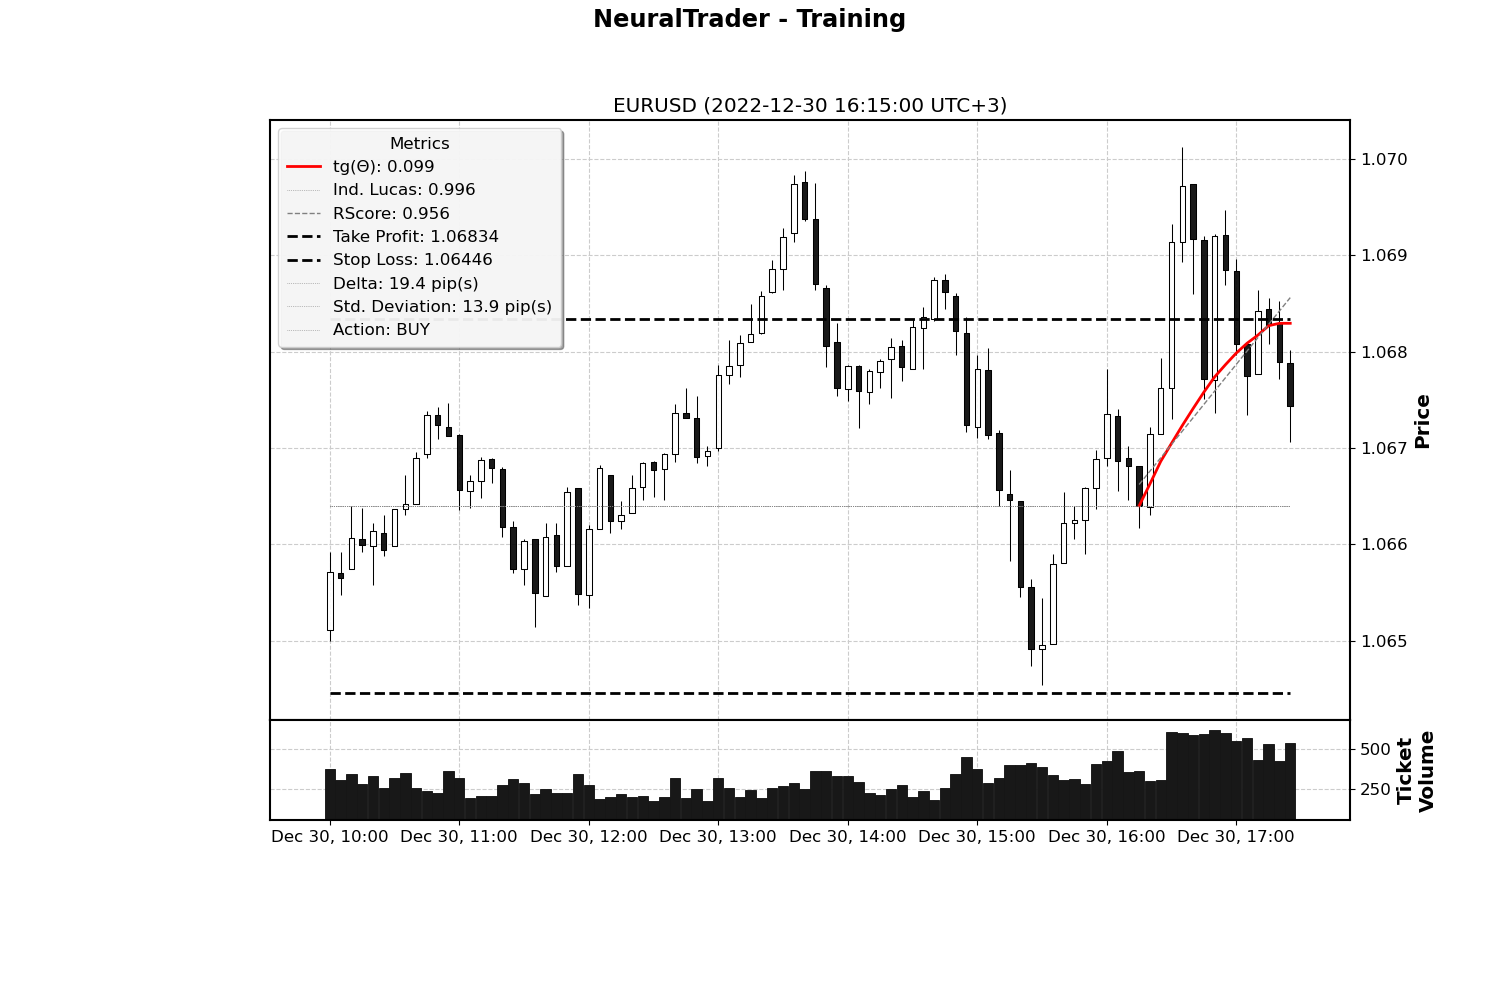 NeuralTrader - Training
EURUSD (2022-12-30 16:15:00 UTC+3)
Metrics
tg(Θ): 0.099
Ind. Lucas: 0.996
RScore: 0.956
Take Profit: 1.06834
Stop Loss: 1.06446
Delta: 19.4 pip(s)
Std. Deviation: 13.9 pip(s)
Action: BUY
1.070
1.069
1.068
1.067
1.066
1.065
Price
500
250
Ticket
Volume
Dec 30, 10:00 Dec 30, 11:00 Dec 30, 12:00 Dec 30, 13:00 Dec 30, 14:00 Dec 30, 15:00 Dec 30, 16:00 Dec 30, 17:00